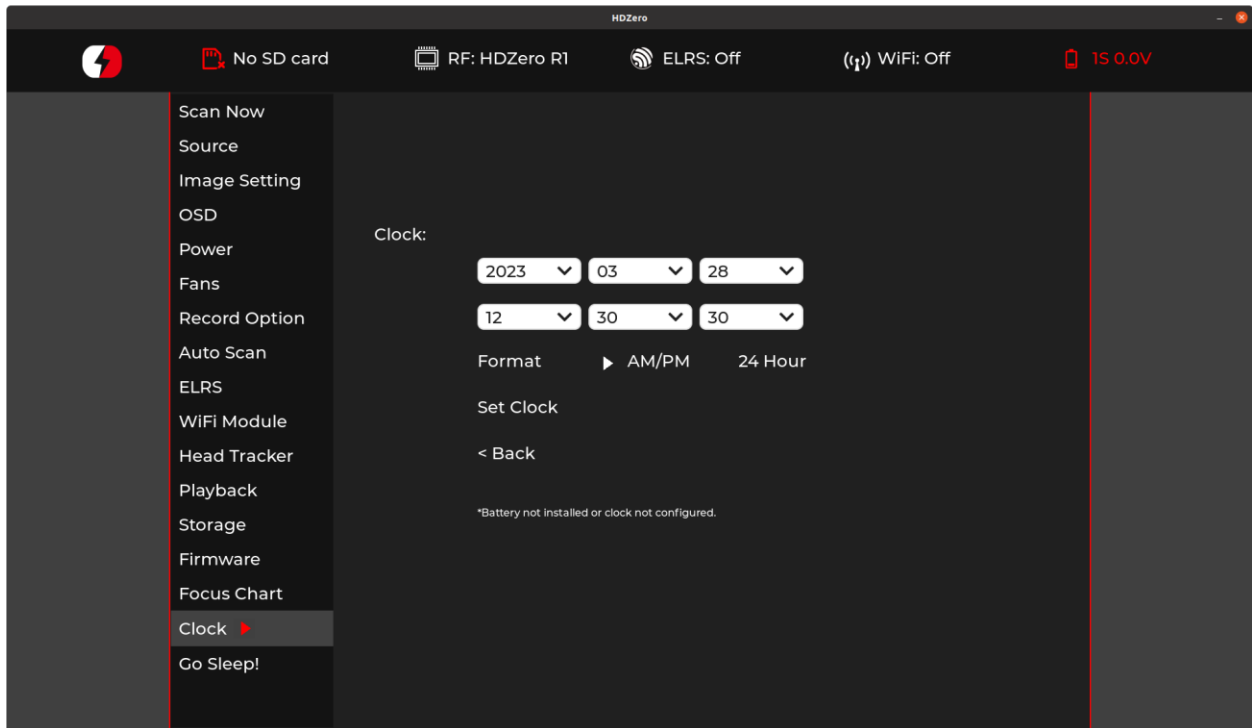 HDZero
No SD card RF: HDZero R1 ELRS: Off WiFi: Off 1S 0.0V
Scan Now
Source
Image Setting
OSD
Power
Fans
Record Option
Auto Scan
ELRS
WiFi Module
Head Tracker
Playback
Storage
Firmware
Focus Chart
Clock
Go Sleep!
Clock:
2023 03 28
12 30 30
Format AM/PM 24 Hour
Set Clock
< Back
*Battery not installed or clock not configured.